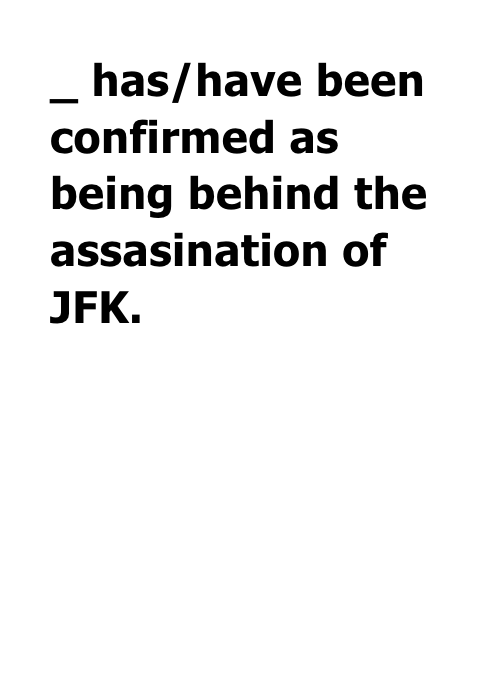 _ has/have been
confirmed as
being behind the
assasination of
JFK.